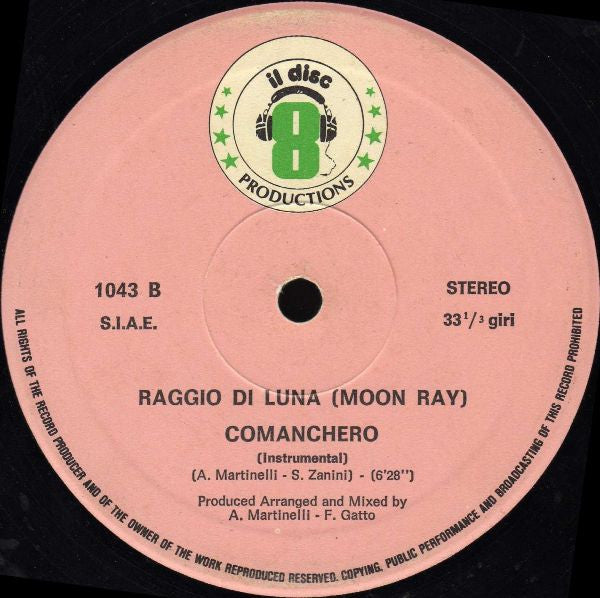 il disc
8
PRODUCTIONS
1043 B
STEREO
S.I.A.E.
33 1/3 giri
RAGGIO DI LUNA (MOON RAY)
COMANCHERO
(Instrumental)
(A. Martinelli - S. Zanini) - (6'28'')
Produced Arranged and Mixed by
A. Martinelli - F. Gatto
ALL RIGHTS OF THE RECORD PRODUCER AND OF THE OWNER OF THE WORK REPRODUCED RESERVED. COPYING, PUBLIC PERFORMANCE AND BROADCASTING OF THIS RECORD PROHIBITED